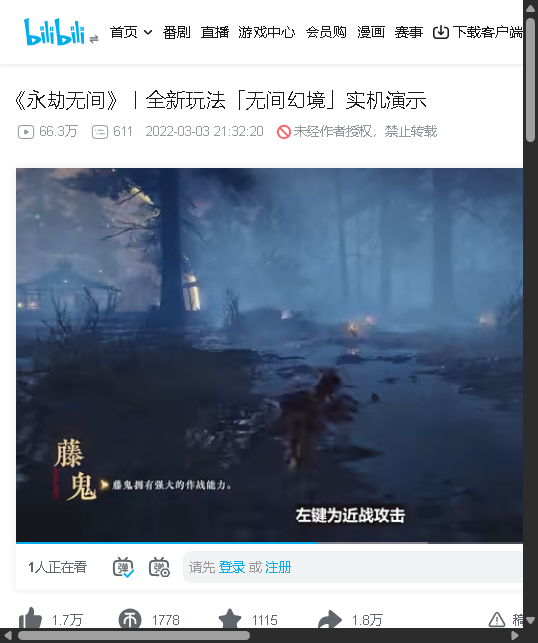 bilibili 首页 番剧 直播 游戏中心 会员购 漫画 赛事 下载客户端
《永劫无间》丨全新玩法「无间幻境」实机演示
66.3万 611 2022-03-03 21:32:20 未经作者授权，禁止转载
藤鬼
藤鬼拥有强大的作战能力。
左键为近战攻击
1人正在看 弹 弹 请先 登录 或 注册
1.7万 1778 1115 1.8万 稿